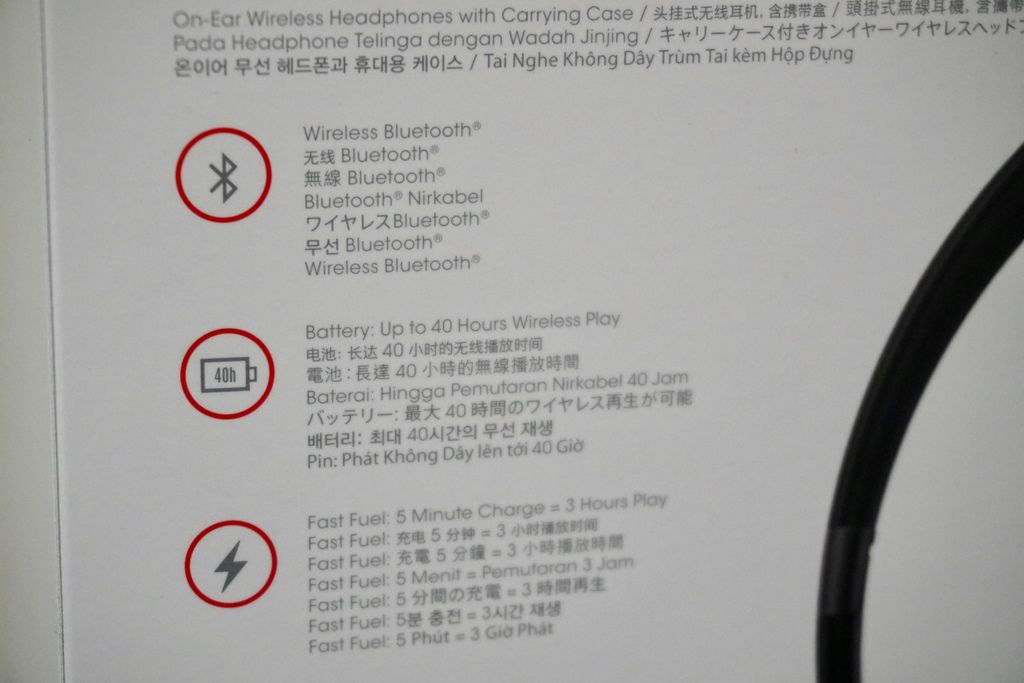 On-Ear Wireless Headphones with Carrying Case / 头挂式无线耳机, 含携带盒 / 頭掛式無線耳機, 含攜帶
Pada Headphone Telinga dengan Wadah Jinjing / キャリーケース付きオンイヤーワイヤレスヘッドフ
온이어 무선 헤드폰과 휴대용 케이스 / Tai Nghe Không Dây Trùm Tai kèm Hộp Đựng
Wireless Bluetooth®
无线 Bluetooth®
無線 Bluetooth®
Bluetooth® Nirkabel
ワイヤレスBluetooth®
무선 Bluetooth®
Wireless Bluetooth®
40h
Battery: Up to 40 Hours Wireless Play
电池: 长达 40 小时的无线播放时间
電池 : 長達 40 小時的無線播放時間
Baterai: Hingga Pemutaran Nirkabel 40 Jam
バッテリー: 最大 40 時間のワイヤレス再生が可能
배터리: 최대 40시간의 무선 재생
Pin: Phát Không Dây lên tới 40 Giờ
Fast Fuel: 5 Minute Charge = 3 Hours Play
Fast Fuel: 充电 5 分钟 = 3 小时播放时间
Fast Fuel: 充電 5 分鐘 = 3 小時播放時間
Fast Fuel: 5 Menit = Pemutaran 3 Jam
Fast Fuel: 5 分間の充電 = 3 時間再生
Fast Fuel: 5분 충전 = 3시간 재생
Fast Fuel: 5 Phút = 3 Giờ Phát